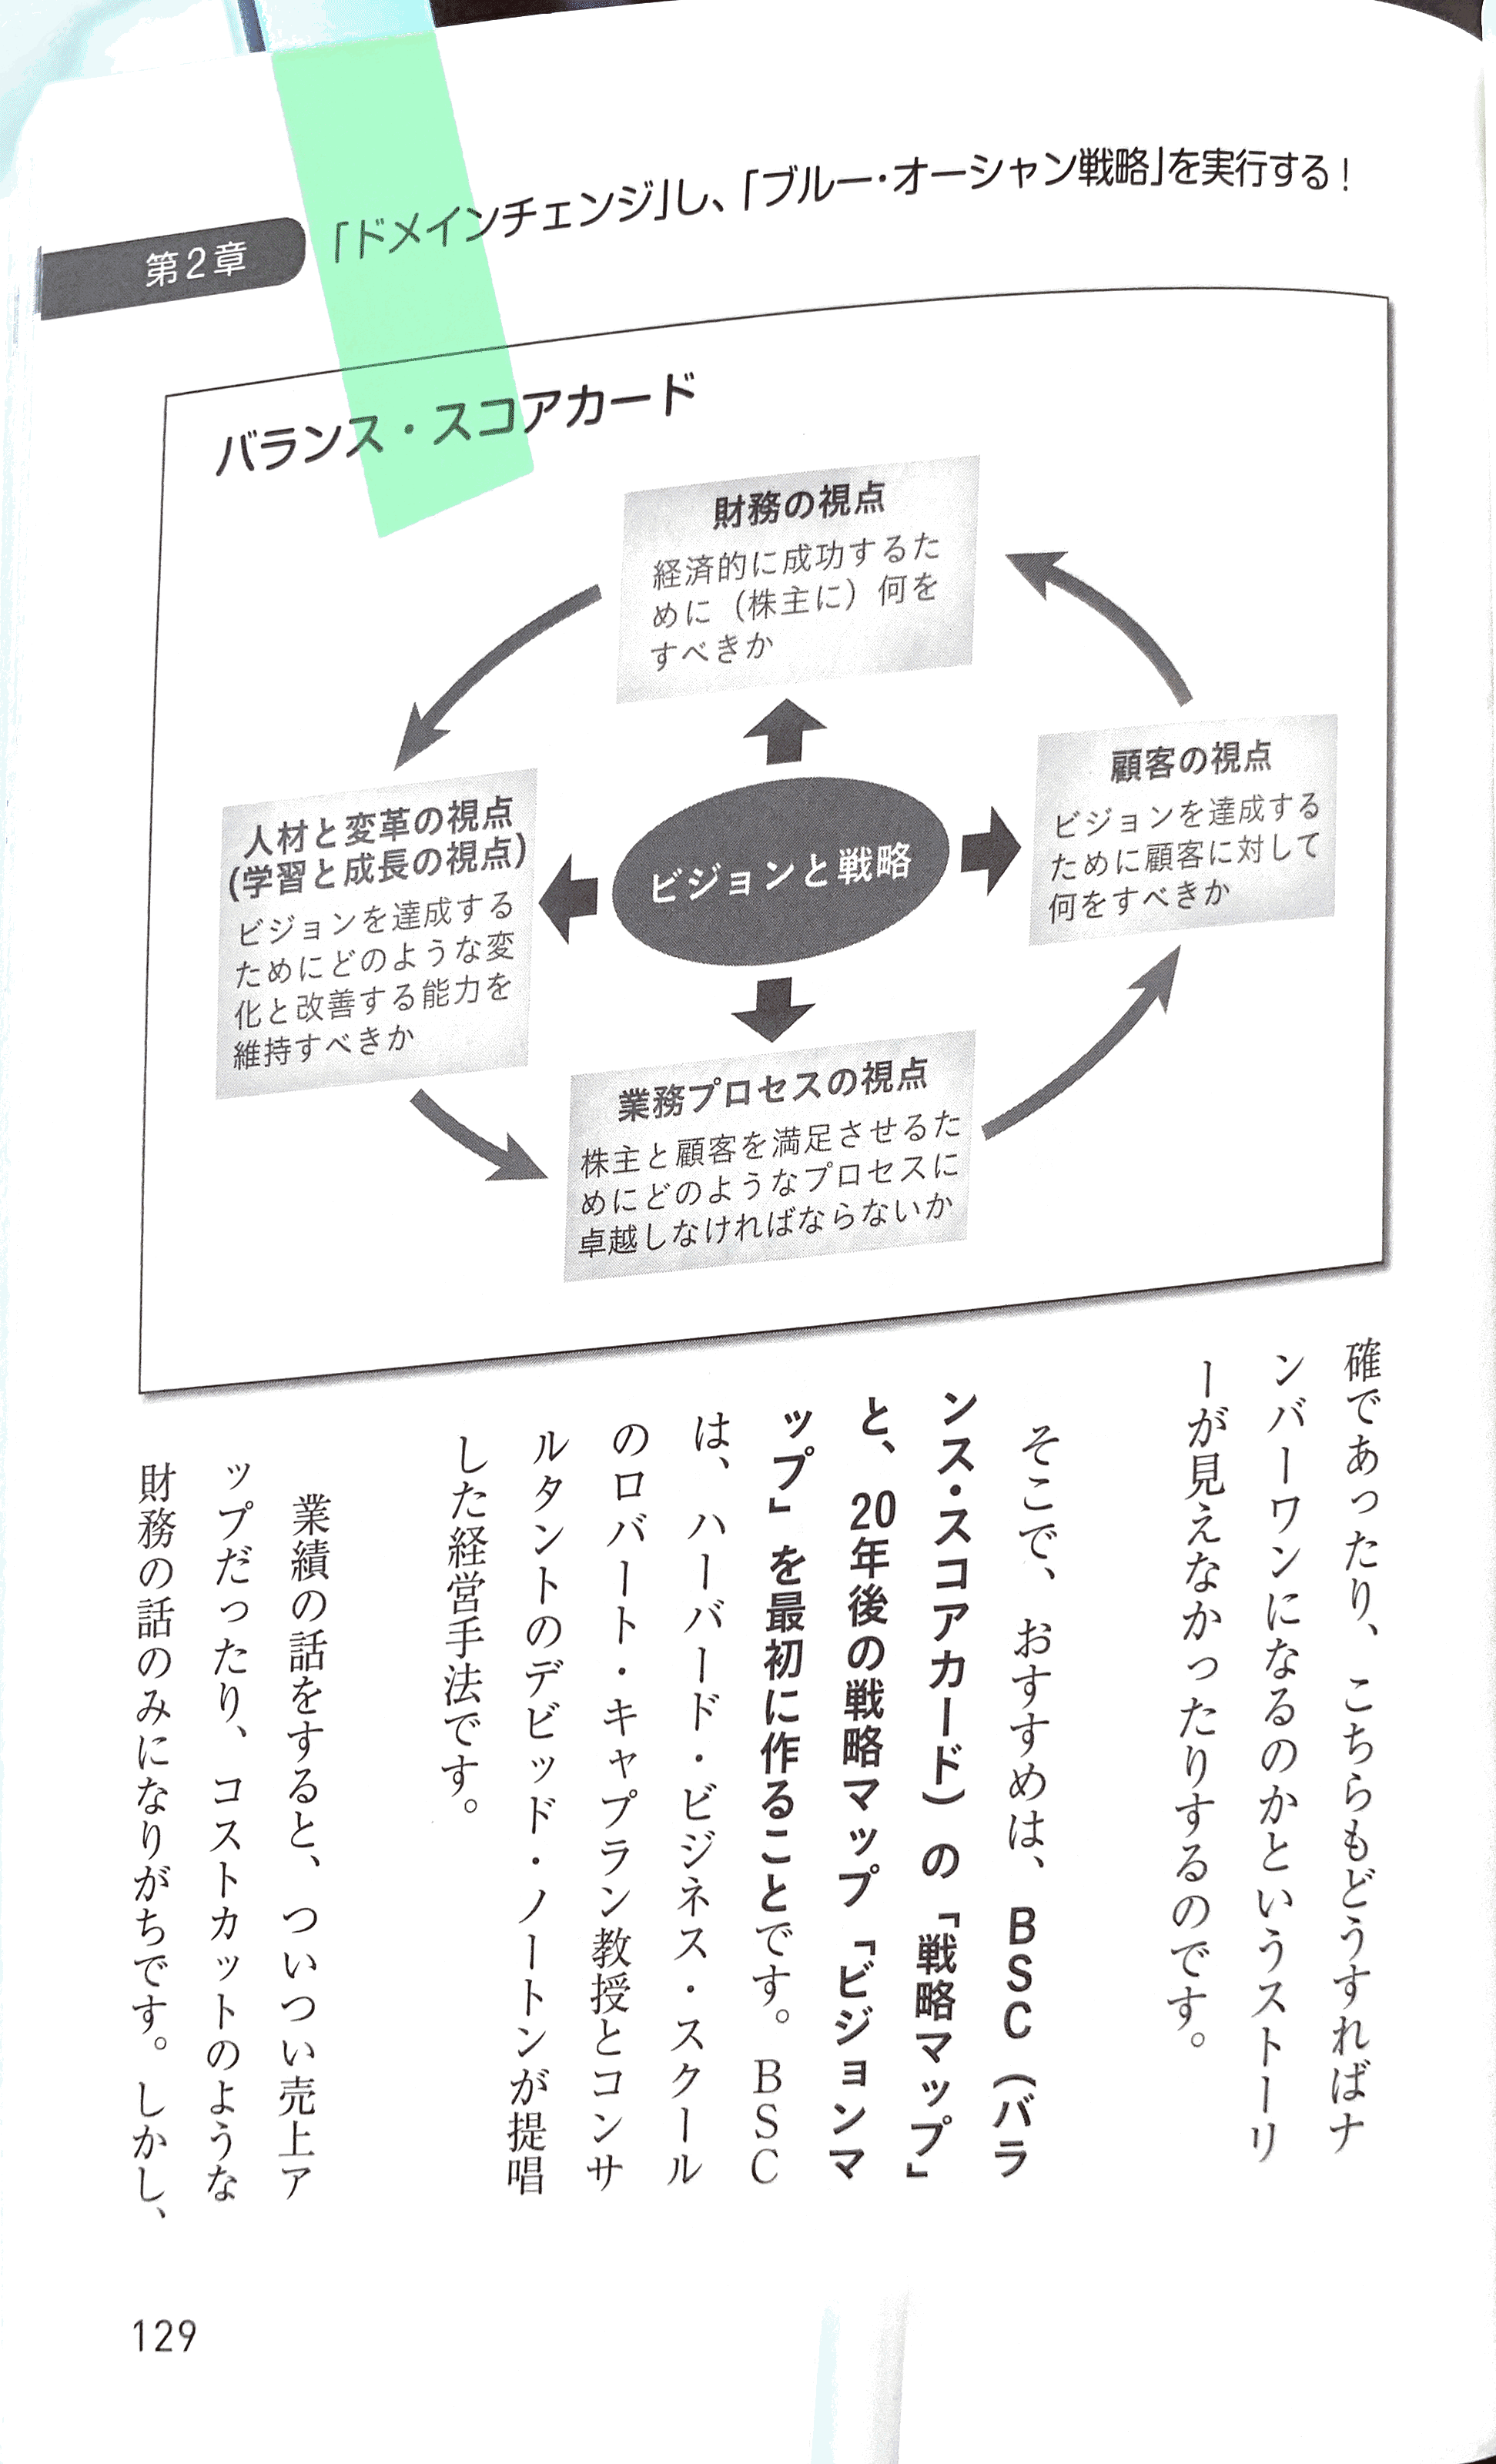 第2章
「ドメインチェンジ」し、「ブルー・オーシャン戦略」を実行する！
バランス・スコアカード
財務の視点
経済的に成功するた
めに（株主に）何を
すべきか
顧客の視点
ビジョンを達成する
ために顧客に対して
何をすべきか
ビジョンと戦略
人材と変革の視点
(学習と成長の視点)
ビジョンを達成する
ためにどのような変
化と改善する能力を
維持すべきか
業務プロセスの視点
株主と顧客を満足させるた
めにどのようなプロセスに
卓越しなければならないか
確であったり、こちらもどうすればナ
ンバーワンになるのかというストーリ
ーが見えなかったりするのです。
そこで、おすすめは、BSC（バラ
ンス・スコアカード）の「戦略マップ」
と、20年後の戦略マップ「ビジョンマ
ップ」を最初に作ることです。BSC
は、ハーバード・ビジネス・スクール
のロバート・キャプラン教授とコンサ
ルタントのデビッド・ノートンが提唱
した経営手法です。
業績の話をすると、ついつい売上ア
ップだったり、コストカットのような
財務の話のみになりがちです。しかし、
129